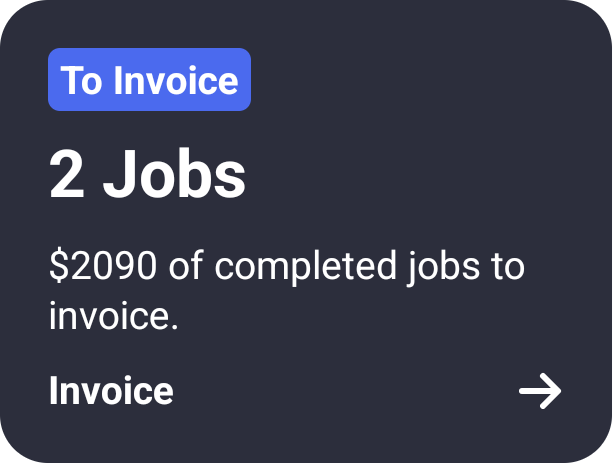 To Invoice
2 Jobs
$2090 of completed jobs to
invoice.
Invoice